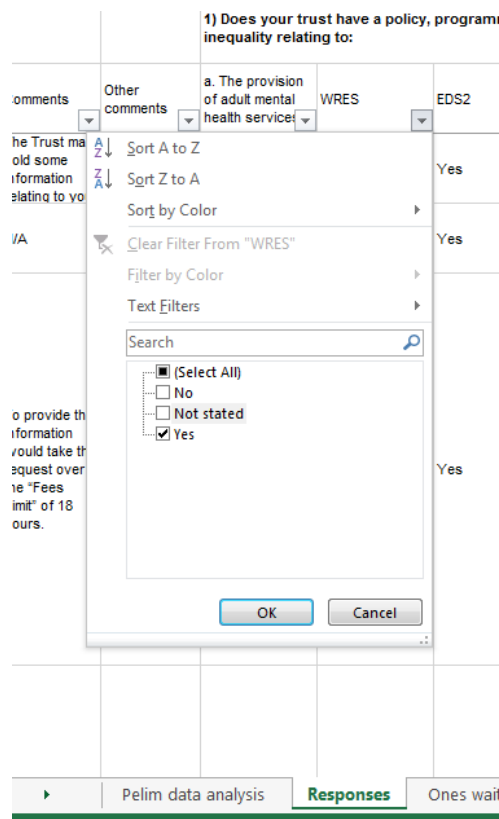 1) Does your trust have a policy, program
inequality relating to:
omments
Other
comments
a. The provision
of adult mental
health services
WRES
EDS2
he Trust ma
old some
nformation
elating to yo
Sort A to Z
Sort Z to A
Sort by Color
Clear Filter From "WRES"
Filter by Color
Text Filters
Search
(Select All)
No
Not stated
Yes
OK
Cancel
Yes
/A
Yes
o provide th
nformation
would take th
equest over
he “Fees
imit” of 18
ours.
Yes
Pelim data analysis
Responses
Ones wait